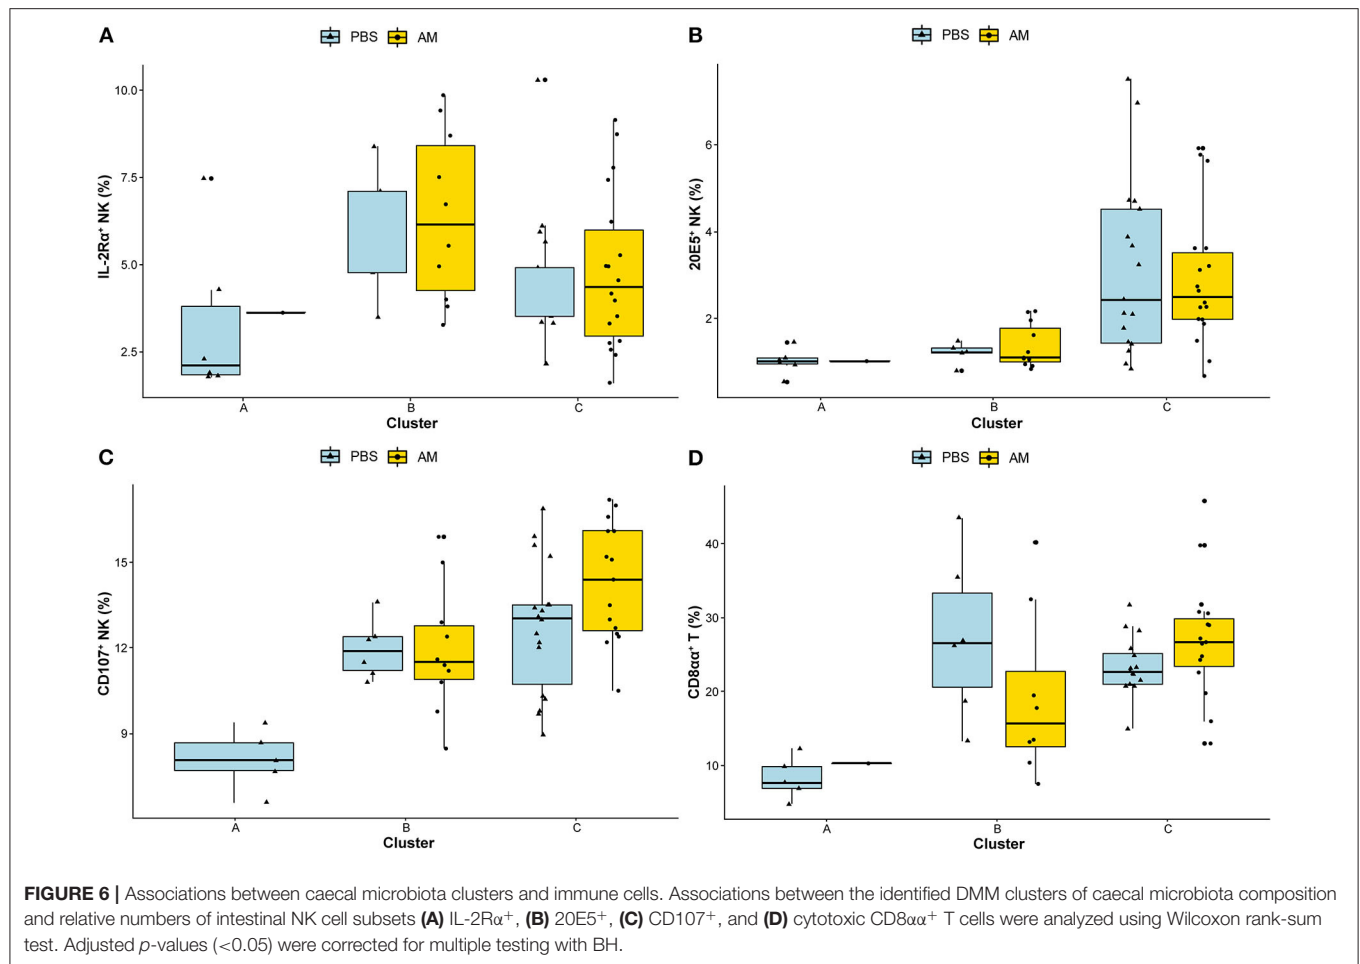 A
PBS AM
IL-2Rα⁺ NK (%)
10.0
7.5
5.0
2.5
A B C
Cluster
B
PBS AM
20E5⁺ NK (%)
6
4
2
A B C
Cluster
C
PBS AM
CD107⁺ NK (%)
15
12
9
A B C
Cluster
D
PBS AM
CD8αα⁺ T (%)
40
30
20
10
A B C
Cluster
FIGURE 6 | Associations between caecal microbiota clusters and immune cells. Associations between the identified DMM clusters of caecal microbiota composition
and relative numbers of intestinal NK cell subsets (A) IL-2Rα⁺, (B) 20E5⁺, (C) CD107⁺, and (D) cytotoxic CD8αα⁺ T cells were analyzed using Wilcoxon rank-sum
test. Adjusted p-values (<0.05) were corrected for multiple testing with BH.